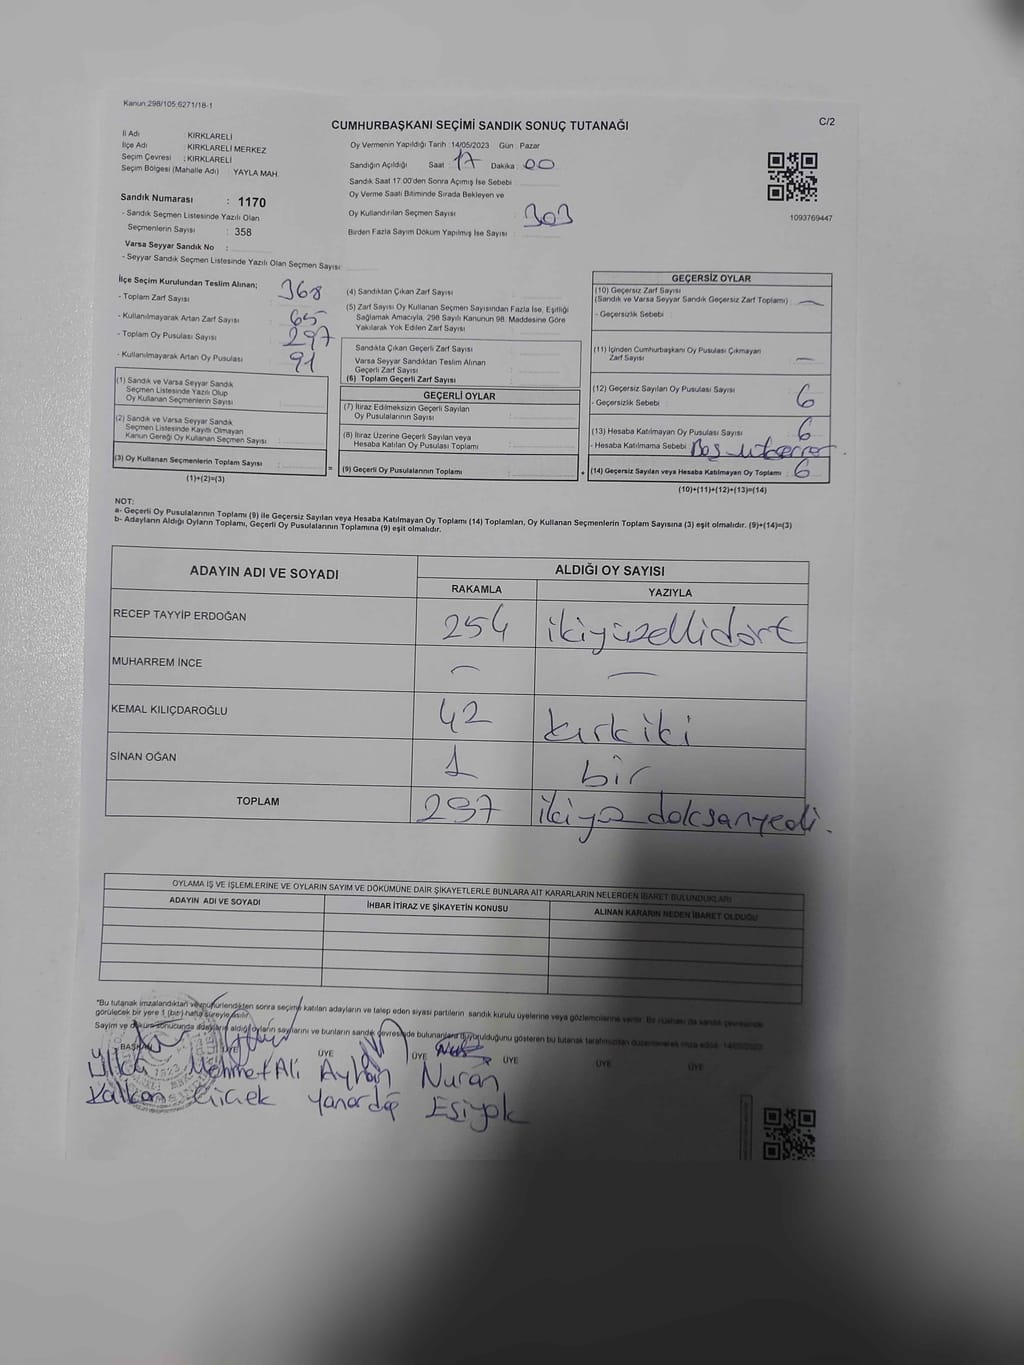 Kanun:298/105;6271/18-1
CUMHURBAŞKANI SEÇİMİ SANDIK SONUÇ TUTANAĞI
C/2
İl Adı : KIRKLARELİ
İlçe Adı : KIRKLARELİ MERKEZ
Seçim Çevresi : KIRKLARELİ
Seçim Bölgesi (Mahalle Adı) : YAYLA MAH.
Sandık Numarası : 1170
- Sandık Seçmen Listesinde Yazılı Olan
Seçmenlerin Sayısı : 358
Varsa Seyyar Sandık No :
- Seyyar Sandık Seçmen Listesinde Yazılı Olan Seçmen Sayısı:
Oy Vermenin Yapıldığı Tarih :14/05/2023 Gün : Pazar
Sandığın Açıldığı Saat : 17 Dakika : 00
Sandık Saat 17:00'den Sonra Açılmış İse Sebebi
Oy Verme Saati Bitiminde Sırada Bekleyen ve
Oy Kullandırılan Seçmen Sayısı : 303
Birden Fazla Sayım Döküm Yapılmış İse Sayısı :
1093769447
İlçe Seçim Kurulundan Teslim Alınan;
- Toplam Zarf Sayısı : 368
- Kullanılmayarak Artan Zarf Sayısı : 65
- Toplam Oy Pusulası Sayısı : 297
- Kullanılmayarak Artan Oy Pusulası : 91
(1) Sandık ve Varsa Seyyar Sandık
Seçmen Listesinde Yazılı Olup
Oy Kullanan Seçmenlerin Sayısı :
(2) Sandık ve Varsa Seyyar Sandık
Seçmen Listesinde Kayıtlı Olmayan
Kanun Gereği Oy Kullanan Seçmen Sayısı :
(3) Oy Kullanan Seçmenlerin Toplam Sayısı :
(1)+(2)=(3)
(4) Sandıktan Çıkan Zarf Sayısı :
(5) Zarf Sayısı Oy Kullanan Seçmen Sayısından Fazla İse, Eşitliği
Sağlamak Amacıyla, 298 Sayılı Kanunun 98. Maddesine Göre
Yakılarak Yok Edilen Zarf Sayısı :
Sandıkta Çıkan Geçerli Zarf Sayısı :
Varsa Seyyar Sandıktan Teslim Alınan
Geçerli Zarf Sayısı :
(6) Toplam Geçerli Zarf Sayısı :
GEÇERLİ OYLAR
(7) İtiraz Edilmeksizin Geçerli Sayılan
Oy Pusulalarının Sayısı :
(8) İtiraz Üzerine Geçerli Sayılan veya
Hesaba Katılan Oy Pusulası Toplamı :
= (9) Geçerli Oy Pusulalarının Toplamı : +
GEÇERSİZ OYLAR
(10) Geçersiz Zarf Sayısı
(Sandık ve Varsa Seyyar Sandık Geçersiz Zarf Toplamı) : —
- Geçersizlik Sebebi :
(11) İçinden Cumhurbaşkanı Oy Pusulası Çıkmayan
Zarf Sayısı : —
(12) Geçersiz Sayılan Oy Pusulası Sayısı : 6
- Geçersizlik Sebebi :
(13) Hesaba Katılmayan Oy Pusulası Sayısı : 6
- Hesaba Katılmama Sebebi : Boş
(14) Geçersiz Sayılan veya Hesaba Katılmayan Oy Toplamı : 6
(10)+(11)+(12)+(13)=(14)
NOT:
a- Geçerli Oy Pusulalarının Toplamı (9) ile Geçersiz Sayılan veya Hesaba Katılmayan Oy Toplamı (14) Toplamları, Oy Kullanan Seçmenlerin Toplam Sayısına (3) eşit olmalıdır. (9)+(14)=(3)
b- Adayların Aldığı Oyların Toplamı, Geçerli Oy Pusulalarının Toplamına (9) eşit olmalıdır.
ADAYIN ADI VE SOYADI ALDIĞI OY SAYISI
RAKAMLA YAZIYLA
RECEP TAYYİP ERDOĞAN 254 ikiyüzellidört
MUHARREM İNCE — —
KEMAL KILIÇDAROĞLU 42 kırkiki
SİNAN OĞAN 1 bir
TOPLAM 297 ikiyüz doksanyedi.
OYLAMA İŞ VE İŞLEMLERİNE VE OYLARIN SAYIM VE DÖKÜMÜNE DAİR ŞİKAYETLERLE BUNLARA AİT KARARLARIN NELERDEN İBARET BULUNDUKLARI
ADAYIN ADI VE SOYADI İHBAR İTİRAZ VE ŞİKAYETİN KONUSU ALINAN KARARIN NEDEN İBARET OLDUĞU
*Bu tutanak imzalandıktan ve mühürlendikten sonra seçime katılan adayların ve talep eden siyasi partilerin sandık kurulu üyelerine veya gözlemcilerine verilir. Bir nüshası da sandık çevresinde
görülecek bir yere 1 (bir) hafta süreyle asılır.
Sayım ve döküm sonucunda adayların aldığı oyların sayılarını ve bunların sandık çevresinde bulunanlara duyurulduğunu gösteren bu tutanak tarafımızdan düzenlenerek imza edildi. 14/05/2023
BAŞKAN ÜYE ÜYE ÜYE ÜYE ÜYE ÜYE
Ülkü Mehmet Ali Ayhan Nuran
Kalkan Çiçek Yanardağ Esiyok